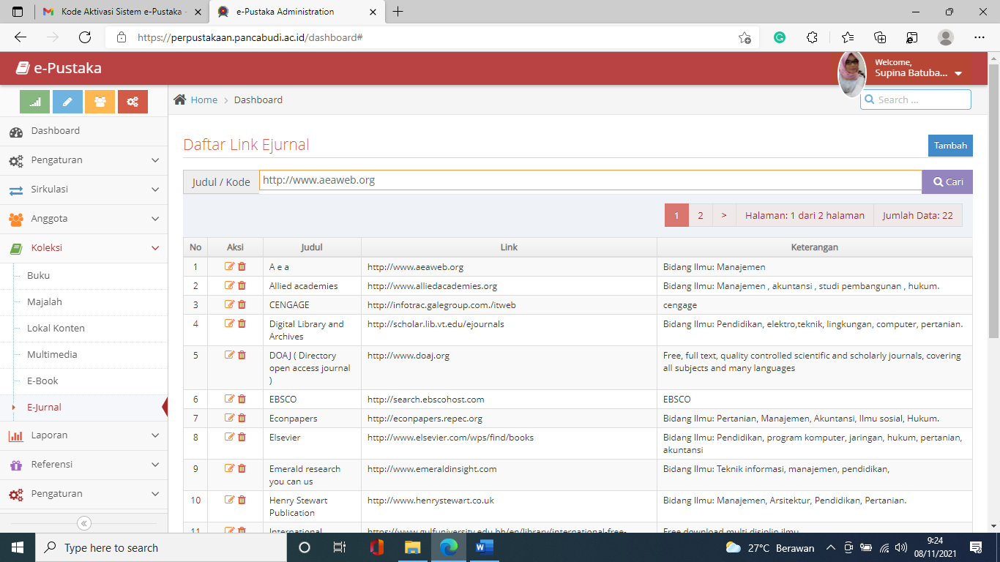 Kode Aktivasi Sistem e-Pustaka -
e-Pustaka Administration
https://perpustakaan.pancabudi.ac.id/dashboard#
e-Pustaka
Welcome,
Supina Batuba...
Home > Dashboard
Search ...
Dashboard
Pengaturan
Sirkulasi
Anggota
Koleksi
Buku
Majalah
Lokal Konten
Multimedia
E-Book
E-Jurnal
Laporan
Referensi
Pengaturan
Daftar Link Ejurnal
Tambah
Judul / Kode http://www.aeaweb.org Cari
1 2 > Halaman: 1 dari 2 halaman Jumlah Data: 22
No Aksi Judul Link Keterangan
1 A e a http://www.aeaweb.org Bidang Ilmu: Manajemen
2 Allied academies http://www.alliedacademies.org Bidang Ilmu: Manajemen , akuntansi , studi pembangunan , hukum.
3 CENGAGE http://infotrac.galegroup.com./itweb cengage
4 Digital Library and http://scholar.lib.vt.edu/ejournals Bidang Ilmu: Pendidikan, elektro,teknik, lingkungan, computer, pertanian.
Archives
5 DOAJ ( Directory http://www.doaj.org Free, full text, quality controlled scientific and scholarly journals, covering
open access journal all subjects and many languages
)
6 EBSCO http://search.ebscohost.com EBSCO
7 Econpapers http://econpapers.repec.org Bidang Ilmu: Pertanian, Manajemen, Akuntansi, Ilmu sosial, Hukum.
8 Elsevier http://www.elsevier.com/wps/find/books Bidang Ilmu: Pendidikan, program komputer, jaringan, hukum, pertanian,
akuntansi
9 Emerald research http://www.emeraldinsight.com Bidang Ilmu: Teknik informasi, manajemen, pendidikan,
you can us
10 Henry Stewart http://www.henrystewart.co.uk Bidang Ilmu: Manajemen, Arsitektur, Pendidikan, Pertanian.
Publication
11 International https://www.gulfuniversity.edu.bh/en/library/international-free- Free download multi disiplin ilmu
Type here to search
27°C Berawan
9:24
08/11/2021